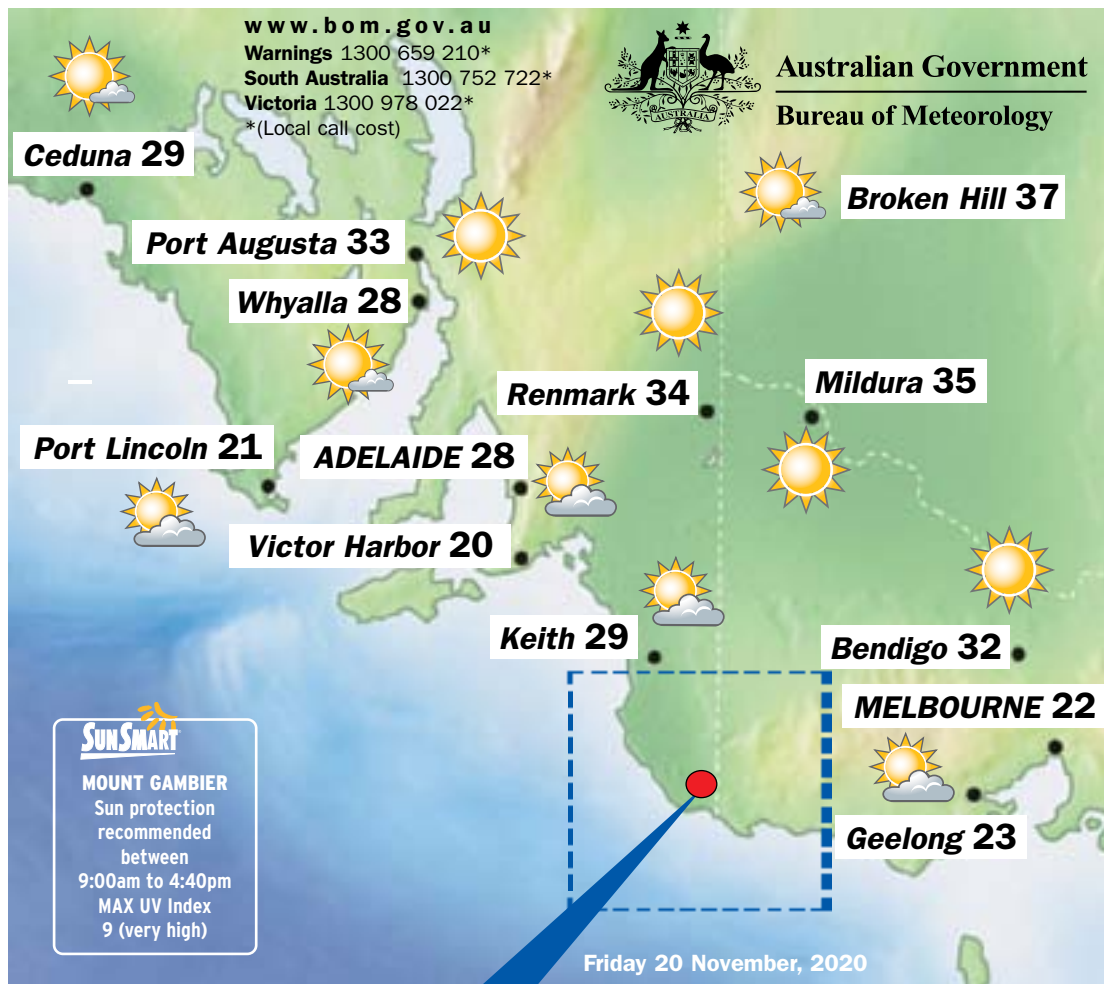 www.bom.gov.au
Warnings 1300 659 210*
South Australia 1300 752 722*
Victoria 1300 978 022*
*(Local call cost)
AUSTRALIA
Australian Government
Bureau of Meteorology
Ceduna 29
Broken Hill 37
Port Augusta 33
Whyalla 28
Renmark 34
Mildura 35
Port Lincoln 21
ADELAIDE 28
Victor Harbor 20
Keith 29
Bendigo 32
MELBOURNE 22
Geelong 23
SUNSMART
MOUNT GAMBIER
Sun protection
recommended
between
9:00am to 4:40pm
MAX UV Index
9 (very high)
Friday 20 November, 2020